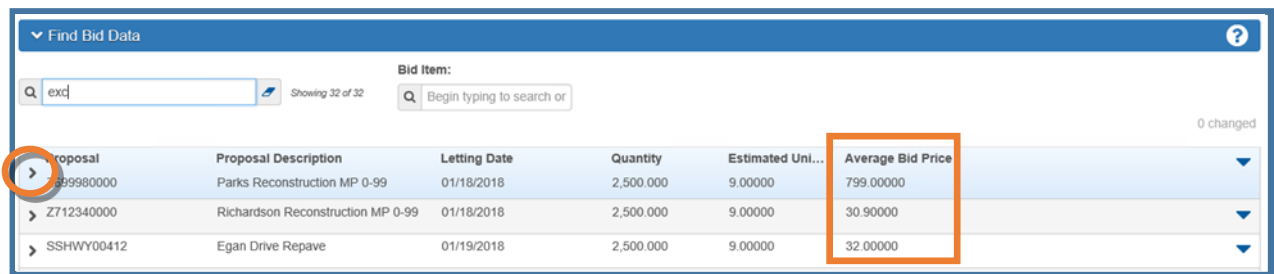 Find Bid Data
Bid Item:
exc Showing 32 of 32 Begin typing to search or
0 changed
Proposal Proposal Description Letting Date Quantity Estimated Uni... Average Bid Price
Parks Reconstruction MP 0-99 01/18/2018 2,500.000 9.00000 799.00000
Z712340000 Richardson Reconstruction MP 0-99 01/18/2018 2,500.000 9.00000 30.90000
SSHWY00412 Egan Drive Repave 01/19/2018 2,500.000 9.00000 32.00000